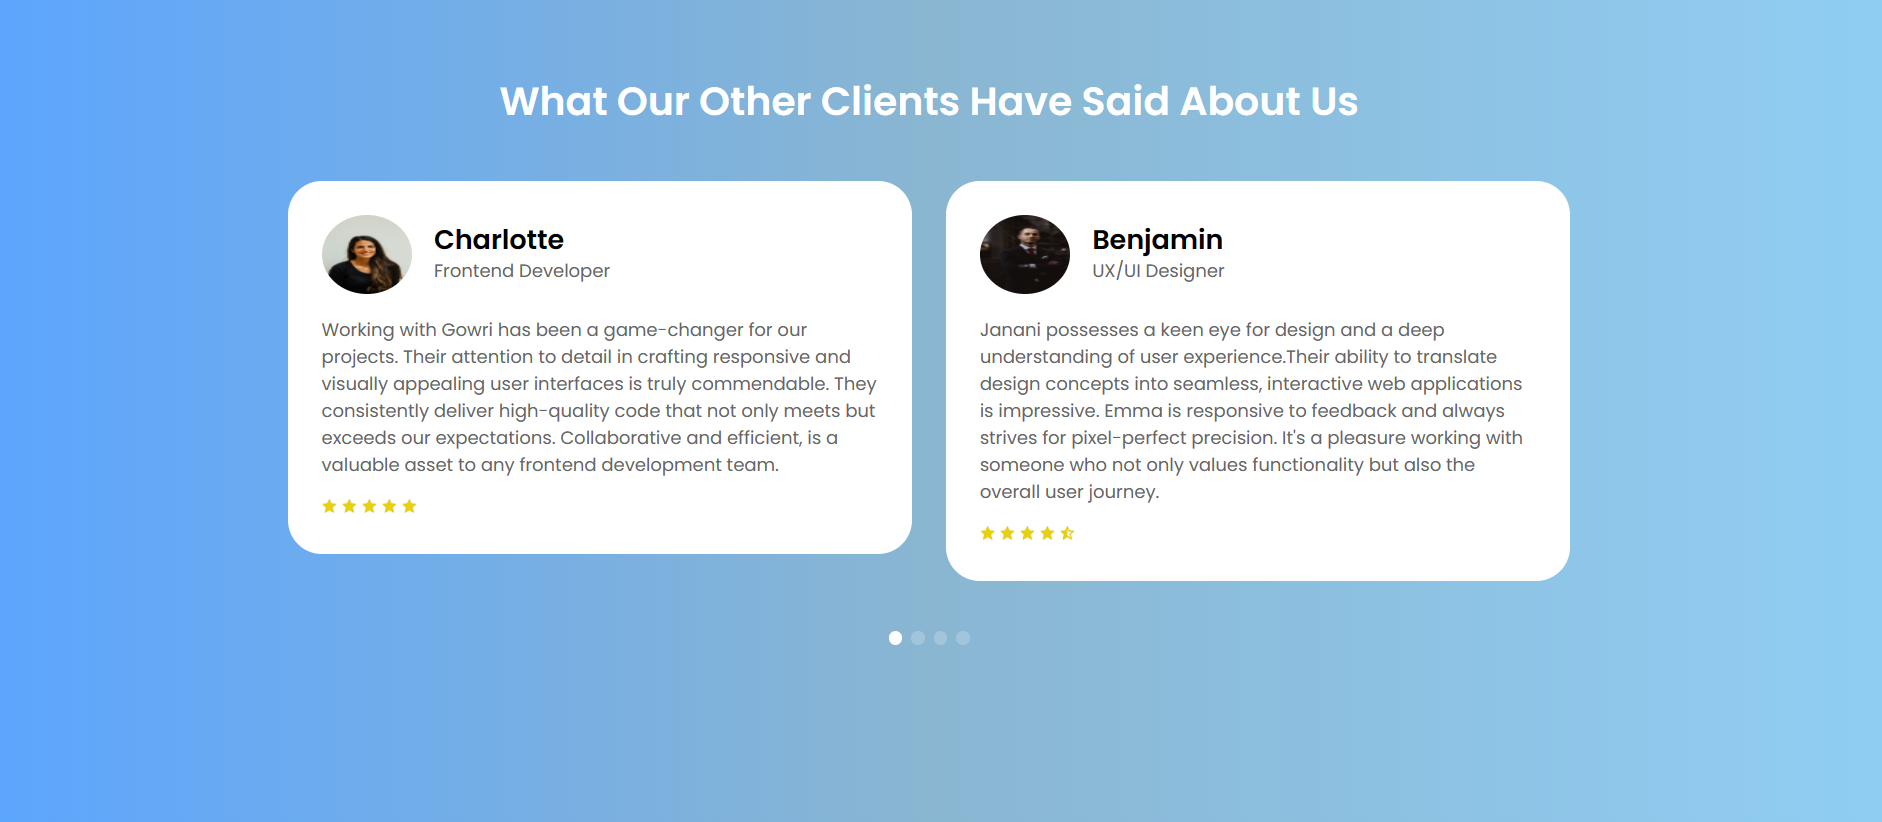 What Our Other Clients Have Said About Us
Charlotte
Frontend Developer
Working with Gowri has been a game-changer for our
projects. Their attention to detail in crafting responsive and
visually appealing user interfaces is truly commendable. They
consistently deliver high-quality code that not only meets but
exceeds our expectations. Collaborative and efficient, is a
valuable asset to any frontend development team.
Benjamin
UX/UI Designer
Janani possesses a keen eye for design and a deep
understanding of user experience.Their ability to translate
design concepts into seamless, interactive web applications
is impressive. Emma is responsive to feedback and always
strives for pixel-perfect precision. It's a pleasure working with
someone who not only values functionality but also the
overall user journey.